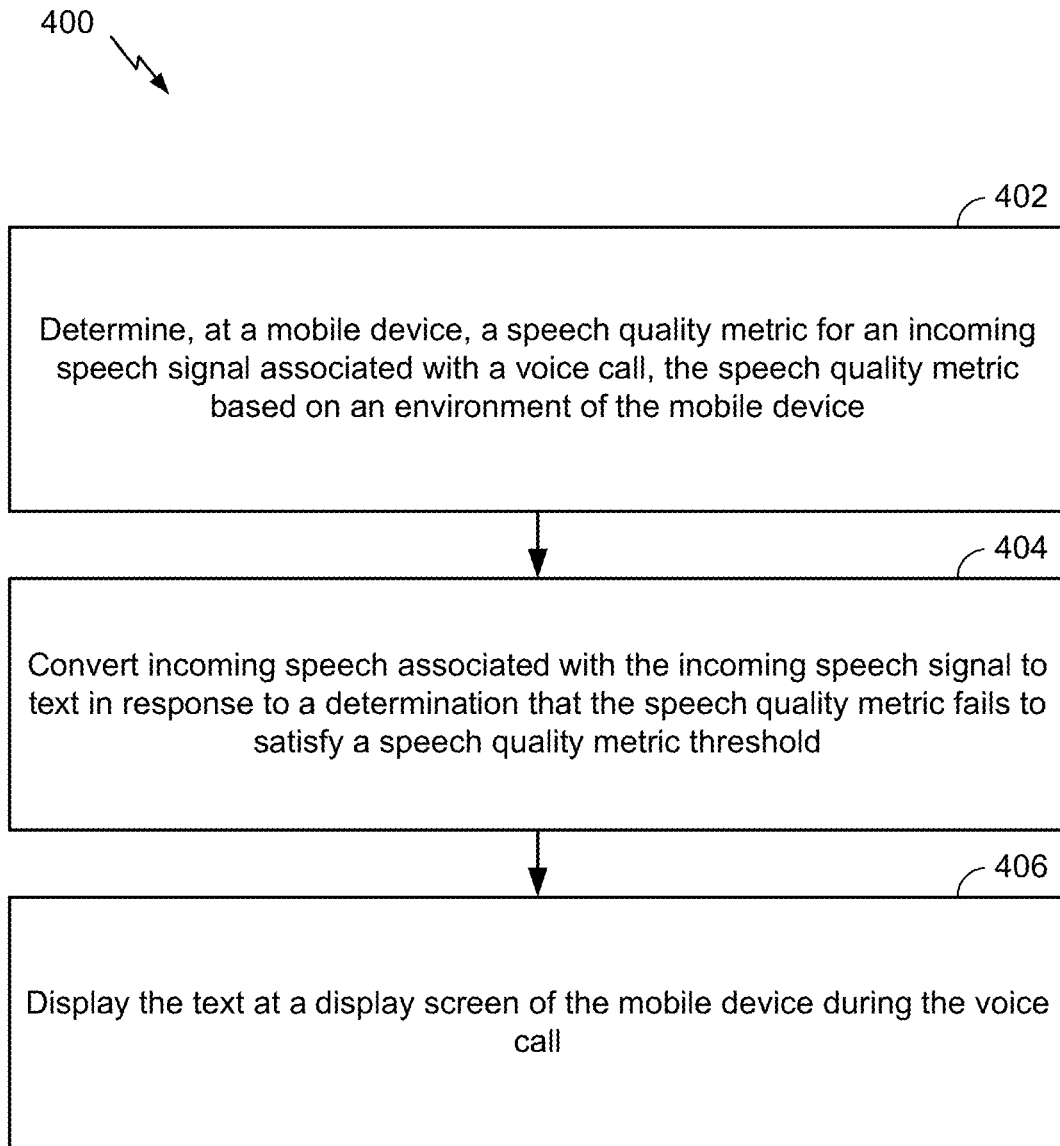 400
402
Determine, at a mobile device, a speech quality metric for an incoming
speech signal associated with a voice call, the speech quality metric
based on an environment of the mobile device
404
Convert incoming speech associated with the incoming speech signal to
text in response to a determination that the speech quality metric fails to
satisfy a speech quality metric threshold
406
Display the text at a display screen of the mobile device during the voice
call